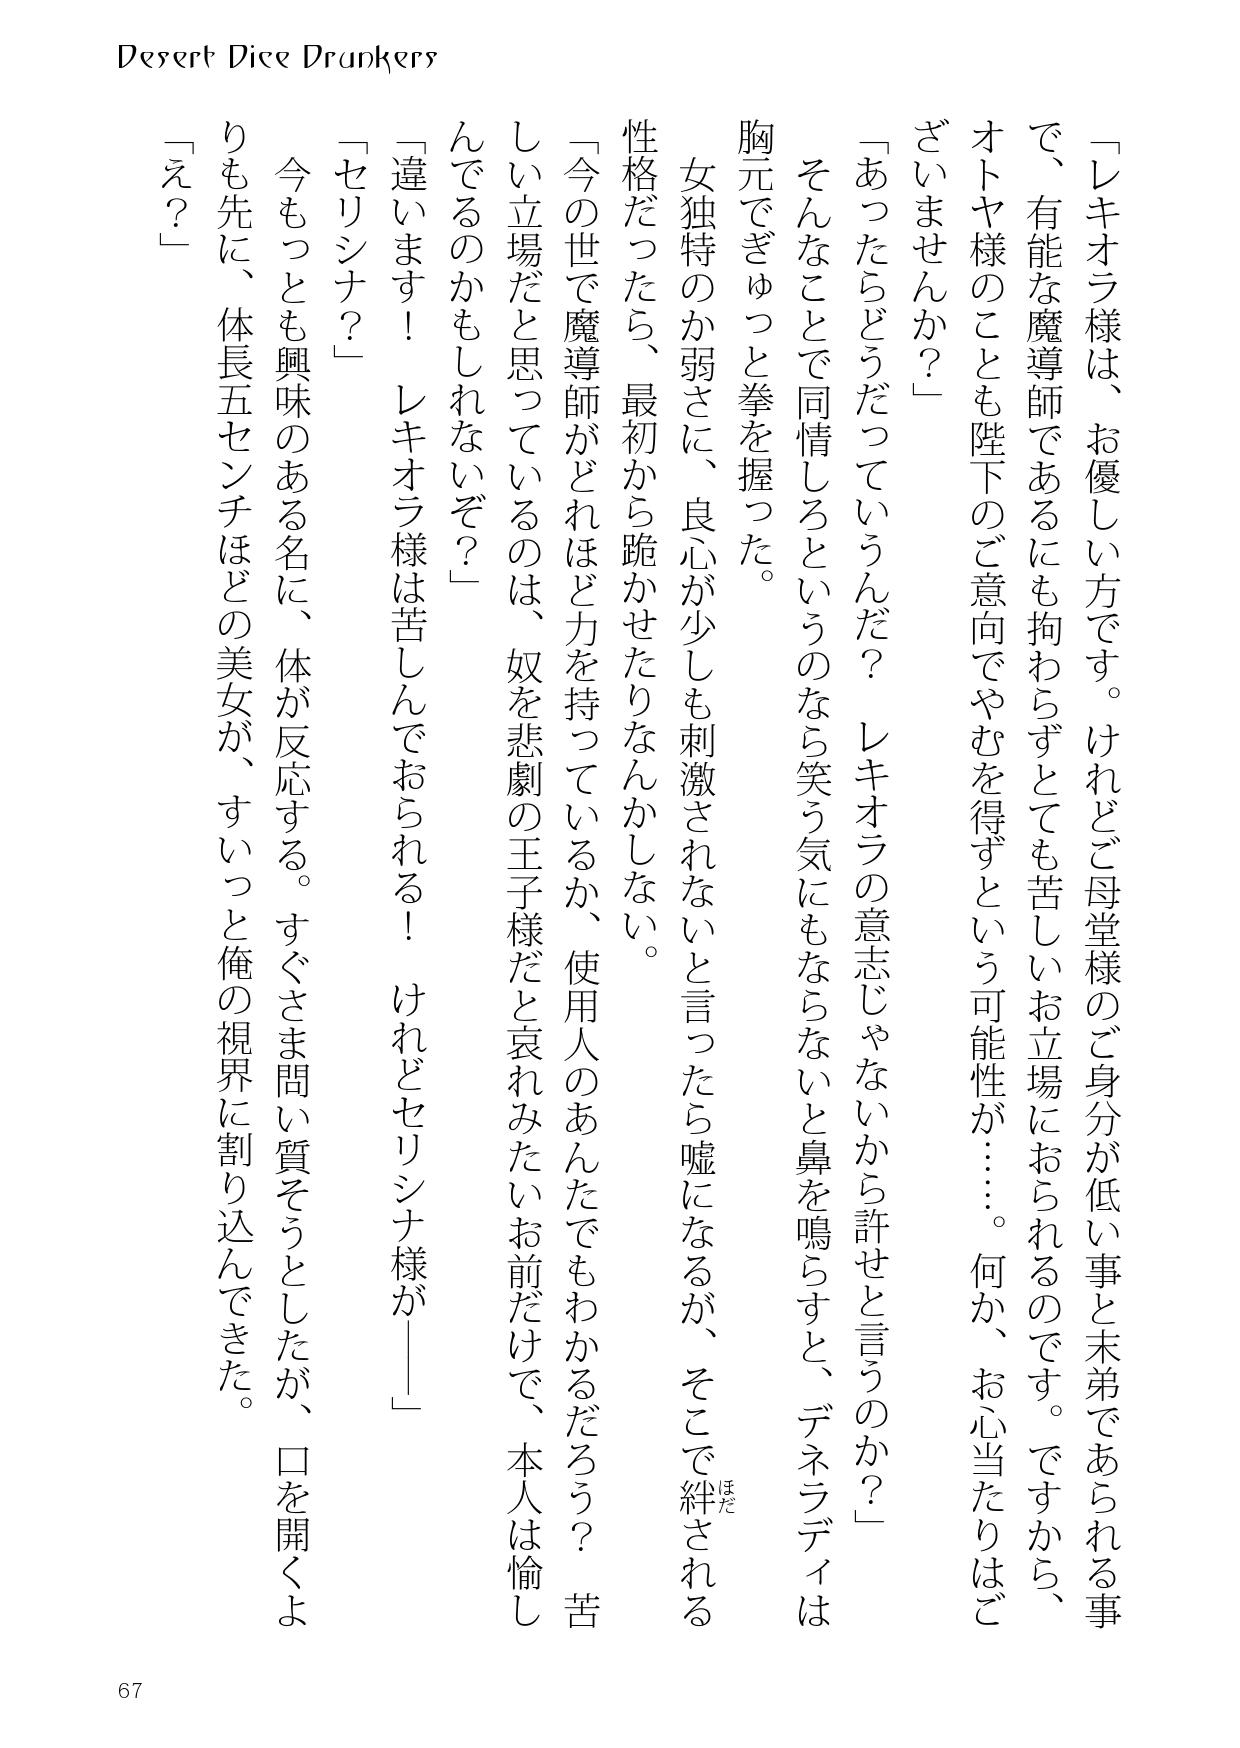 Desert Dice Drunkers
「レキオラ様は、お優しい方です。けれどご母堂様のご身分が低い事と末弟であられる事
で、有能な魔導師であるにも拘わらずとても苦しいお立場におられるのです。ですから、
オトヤ様のことも陛下のご意向でやむを得ずという可能性が……。何か、お心当たりはご
ざいませんか？」
「あったらどうだっていうんだ？　レキオラの意志じゃないから許せと言うのか？」
　そんなことで同情しろというのなら笑う気にもならないと鼻を鳴らすと、デネラディは
胸元でぎゅっと拳を握った。
　女独特のか弱さに、良心が少しも刺激されないと言ったら嘘になるが、そこで絆ほだされる
性格だったら、最初から跪かせたりなんかしない。
「今の世で魔導師がどれほど力を持っているか、使用人のあんたでもわかるだろう？　苦
しい立場だと思っているのは、奴を悲劇の王子様だと哀れみたいお前だけで、本人は愉し
んでるのかもしれないぞ？」
「違います！　レキオラ様は苦しんでおられる！　けれどセリシナ様が――」
「セリシナ？」
　今もっとも興味のある名に、体が反応する。すぐさま問い質そうとしたが、口を開くよ
りも先に、体長五センチほどの美女が、すいっと俺の視界に割り込んできた。
「え？」
67